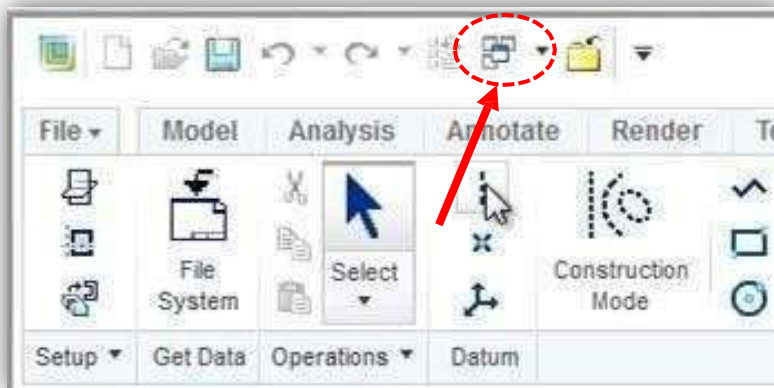 File Model Analysis Annotate Render
File System
Select
Construction Mode
Setup Get Data Operations Datum